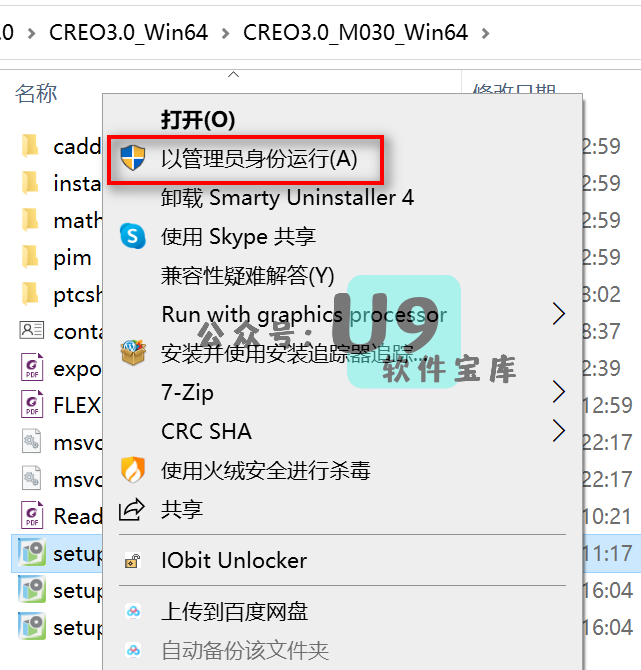 .0 > CREO3.0_Win64 > CREO3.0_M030_Win64 >
名称
修改日期
打开(O)
cadd
2:59
以管理员身份运行(A)
insta
2:59
卸载 Smarty Uninstaller 4
math
2:59
使用 Skype 共享
pim
2:59
兼容性疑难解答(Y)
ptcsh
3:02
Run with graphics processor
conta
8:37
公众号:U9
软件宝库
安装并使用安装追踪器追踪...
expo
2:39
7-Zip
FLEX
12:59
CRC SHA
msvc
22:17
使用火绒安全进行杀毒
msvc
22:17
共享
Read
10:21
setup
11:17
IObit Unlocker
setup
16:04
上传到百度网盘
setup
16:04
自动备份该文件夹